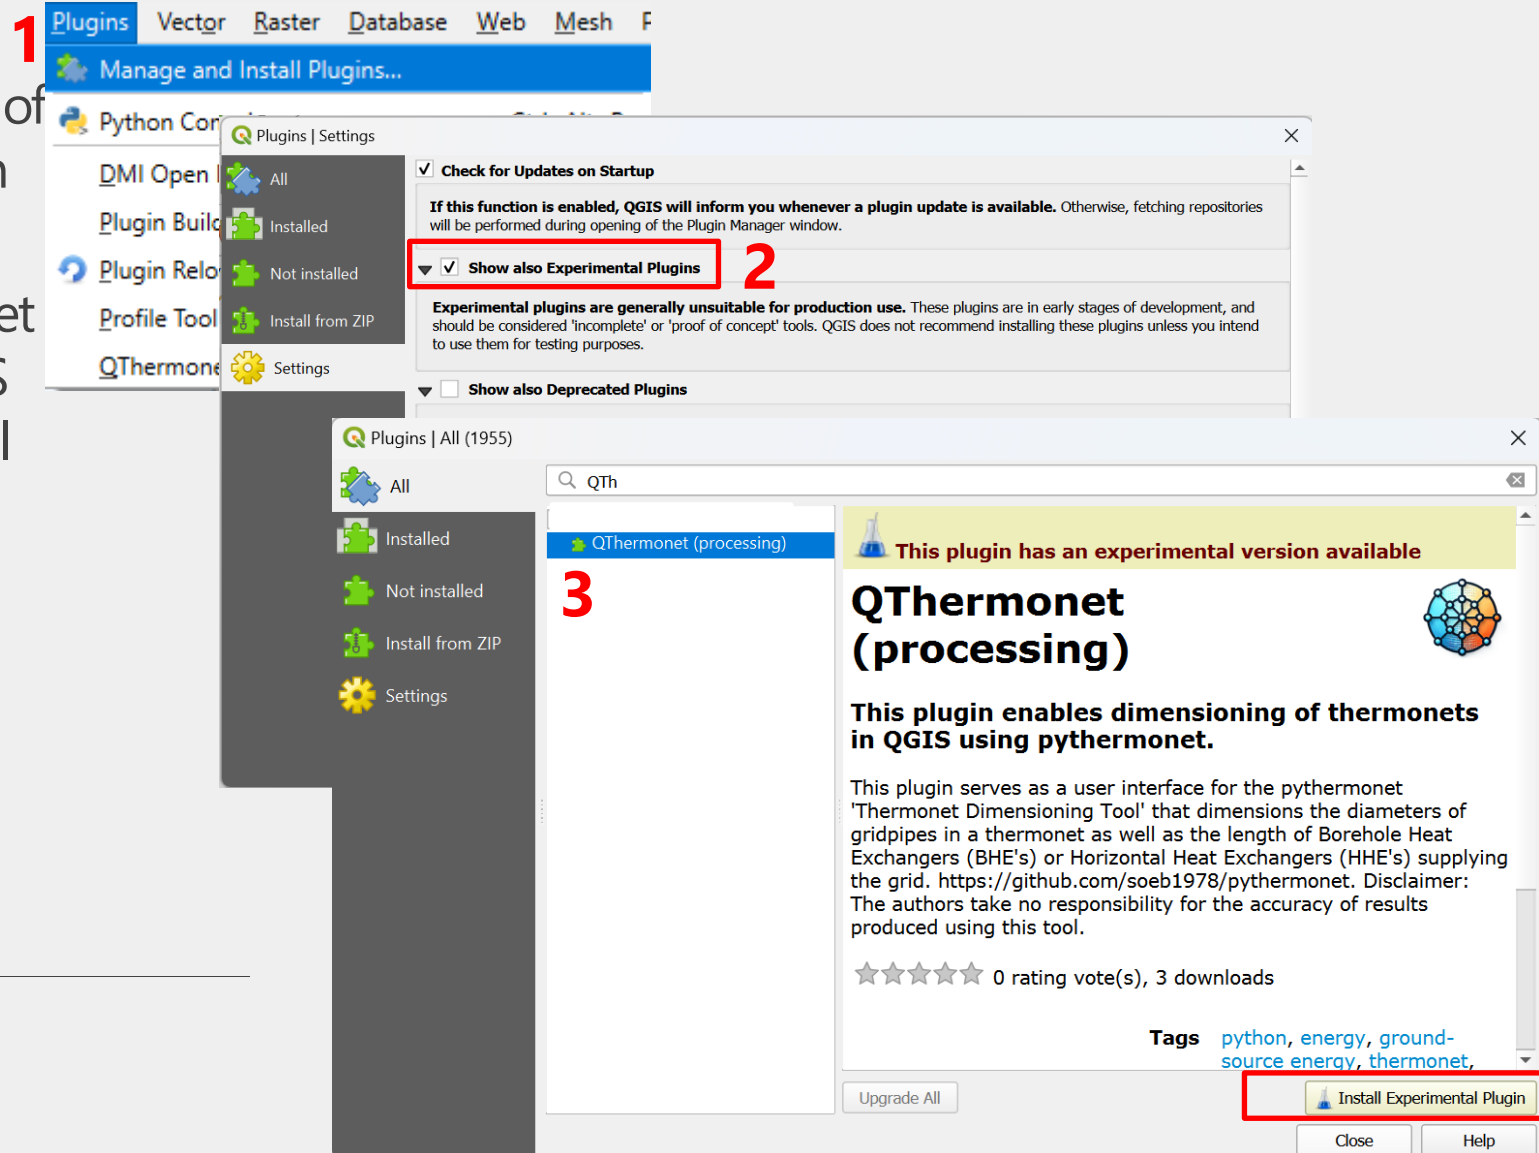 1
Plugins Vector Raster Database Web Mesh
Manage and Install Plugins...
of
Python
DMI Open
Plugin
Plugin
et
Profile Tool
S
l
Plugins | Settings
All
Installed
Not installed
Install from ZIP
Settings
Check for Updates on Startup
If this function is enabled, QGIS will inform you whenever a plugin update is available. Otherwise, fetching repositories
will be performed during opening of the Plugin Manager window.
Show also Experimental Plugins
2
Experimental plugins are generally unsuitable for production use. These plugins are in early stages of development, and
should be considered 'incomplete' or 'proof of concept' tools. QGIS does not recommend installing these plugins unless you intend
to use them for testing purposes.
Show also Deprecated Plugins
Plugins | All (1955)
All
Installed
Not installed
Install from ZIP
Settings
QTh
QThermonet (processing)
3
This plugin has an experimental version available
QThermonet
(processing)
This plugin enables dimensioning of thermonets
in QGIS using pythermonet.
This plugin serves as a user interface for the pythermonet
'Thermonet Dimensioning Tool' that dimensions the diameters of
gridpipes in a thermonet as well as the length of Borehole Heat
Exchangers (BHE's) or Horizontal Heat Exchangers (HHE's) supplying
the grid. https://github.com/soeb1978/pythermonet. Disclaimer:
The authors take no responsibility for the accuracy of results
produced using this tool.
0 rating vote(s), 3 downloads
Tags python, energy, ground-
source energy, thermonet,
Upgrade All
Install Experimental Plugin
Close
Help